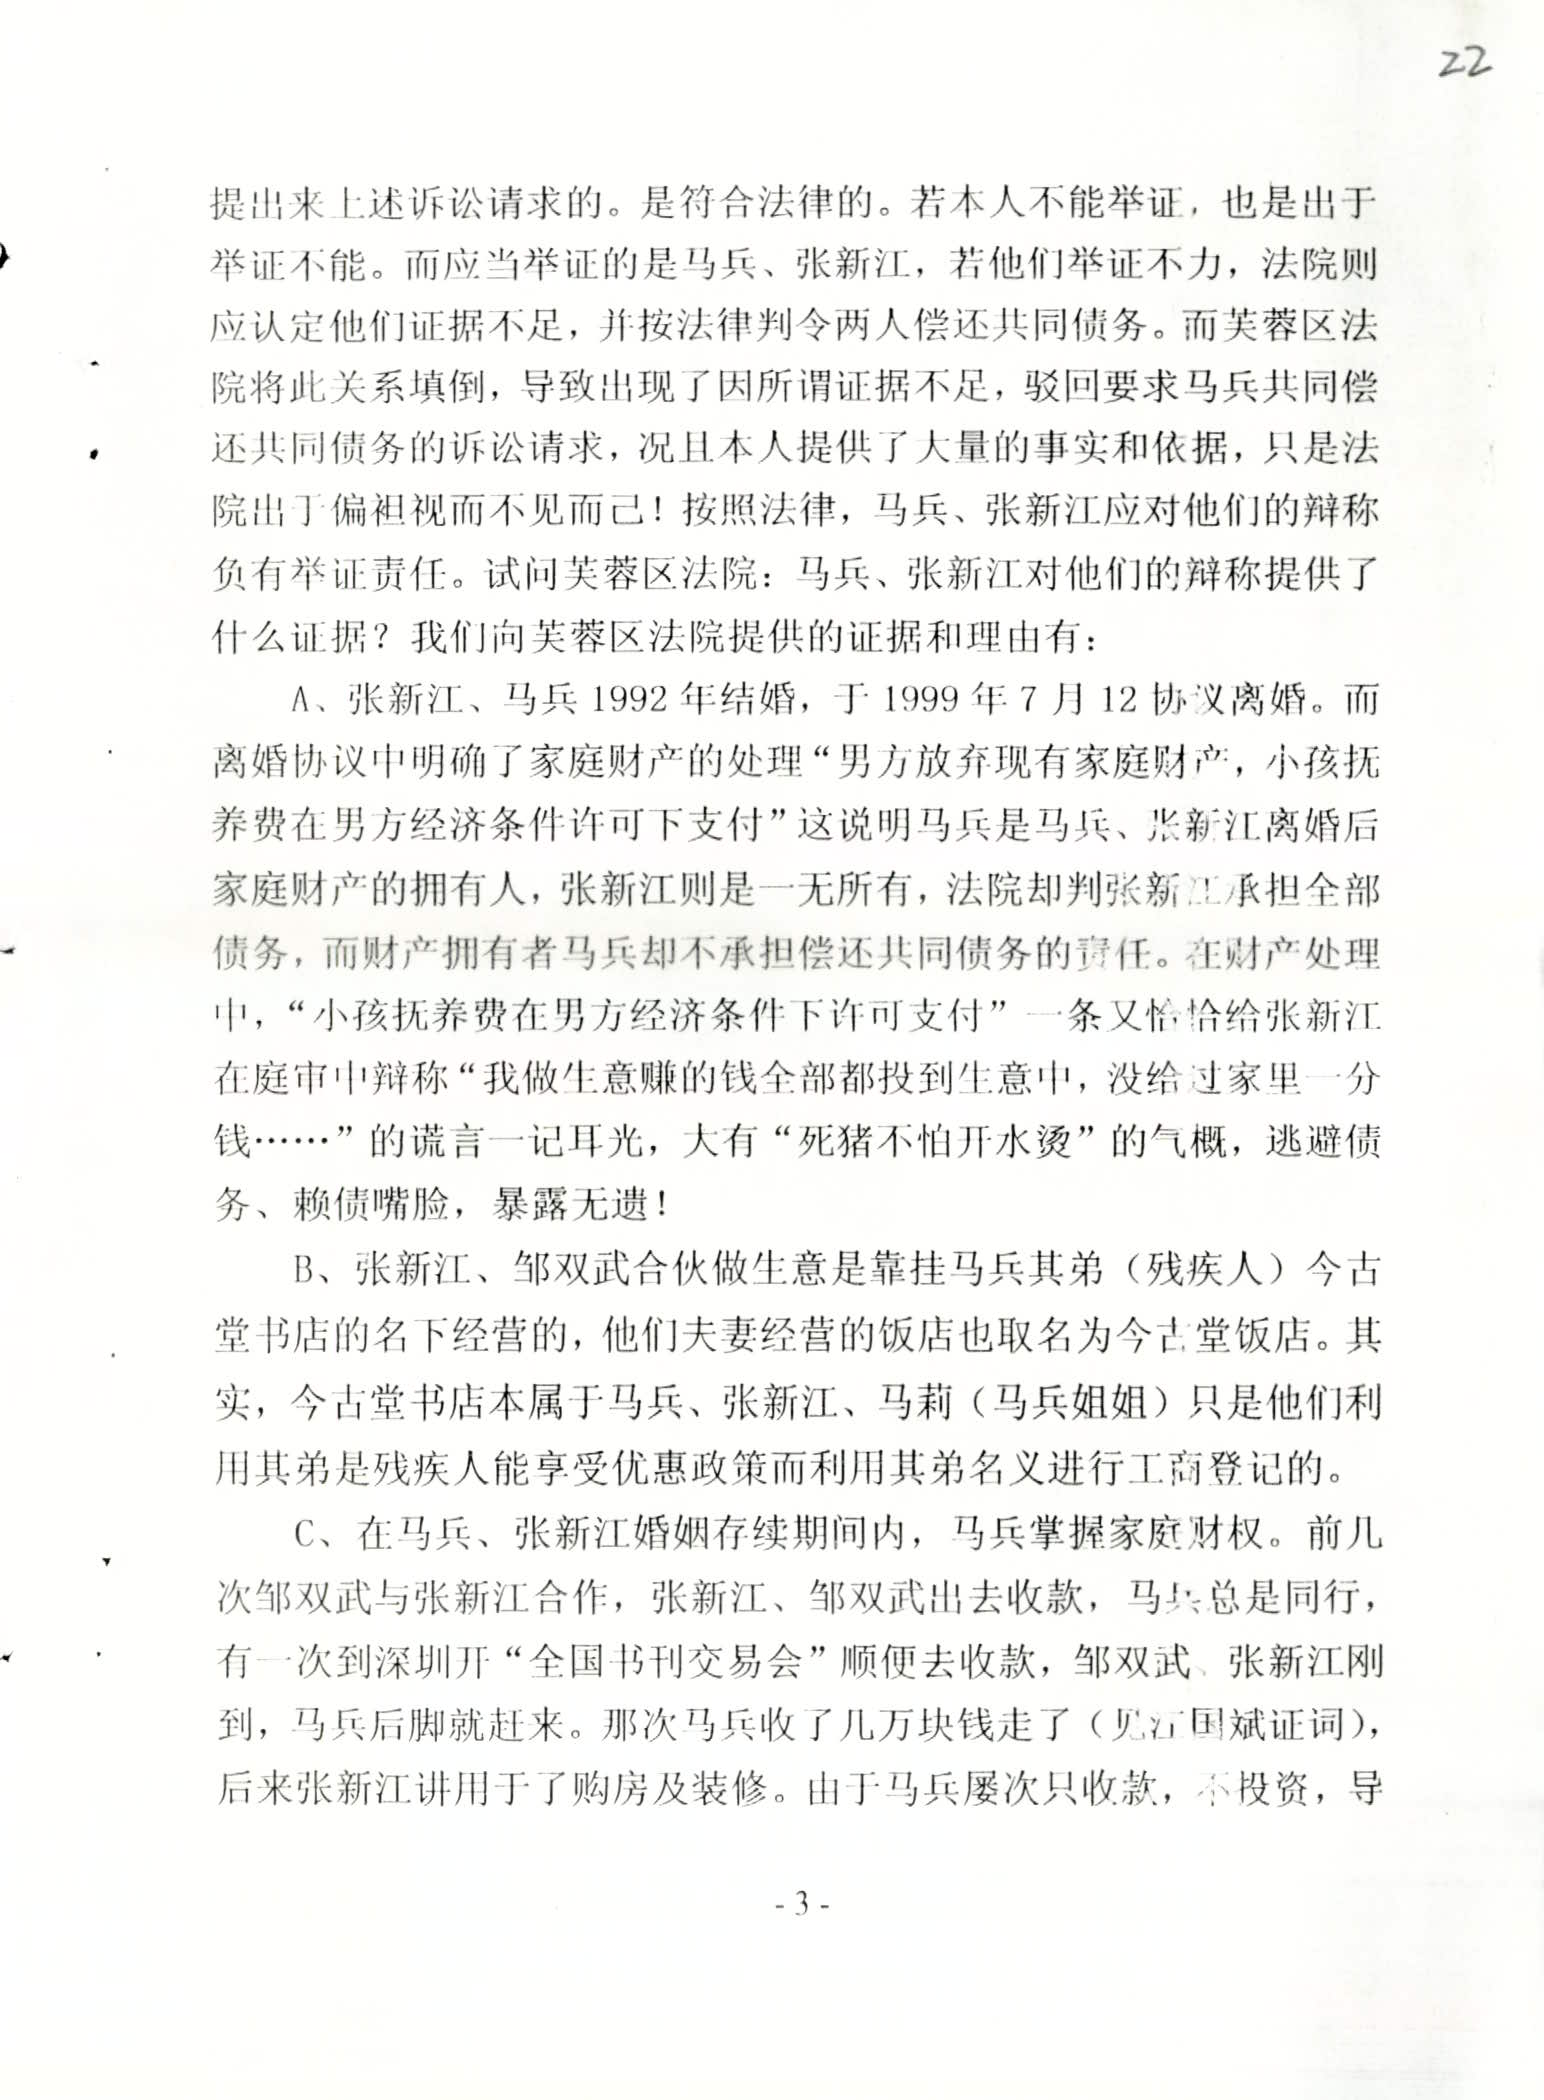 22
提出来上述诉讼请求的。是符合法律的。若本人不能举证，也是出于
举证不能。而应当举证的是马兵、张新江，若他们举证不力，法院则
应认定他们证据不足，并按法律判令两人偿还共同债务。而芙蓉区法
院将此关系填倒，导致出现了因所谓证据不足，驳回要求马兵共同偿
还共同债务的诉讼请求，况且本人提供了大量的事实和依据，只是法
院出于偏袒视而不见而己！按照法律，马兵、张新江应对他们的辩称
负有举证责任。试问芙蓉区法院：马兵、张新江对他们的辩称提供了
什么证据？我们向芙蓉区法院提供的证据和理由有：
A、张新江、马兵 1992 年结婚，于 1999 年 7 月 12 协议离婚。而
离婚协议中明确了家庭财产的处理“男方放弃现有家庭财产，小孩抚
养费在男方经济条件许可下支付”这说明马兵是马兵、张新江离婚后
家庭财产的拥有人，张新江则是一无所有，法院却判张新江承担全部
债务，而财产拥有者马兵却不承担偿还共同债务的责任。在财产处理
中，“小孩抚养费在男方经济条件下许可支付”一条又恰恰给张新江
在庭审中辩称“我做生意赚的钱全部都投到生意中，没给过家里一分
钱……”的谎言一记耳光，大有“死猪不怕开水烫”的气概，逃避债
务、赖债嘴脸，暴露无遗！
B、张新江、邹双武合伙做生意是靠挂马兵其弟（残疾人）今古
堂书店的名下经营的，他们夫妻经营的饭店也取名为今古堂饭店。其
实，今古堂书店本属于马兵、张新江、马莉（马兵姐姐）只是他们利
用其弟是残疾人能享受优惠政策而利用其弟名义进行工商登记的。
C、在马兵、张新江婚姻存续期间内，马兵掌握家庭财权。前几
次邹双武与张新江合作，张新江、邹双武出去收款，马兵总是同行，
有一次到深圳开“全国书刊交易会”顺便去收款，邹双武、张新江刚
到，马兵后脚就赶来。那次马兵收了几万块钱走了（见江国斌证词），
后来张新江讲用于了购房及装修。由于马兵屡次只收款，不投资，导
- 3 -